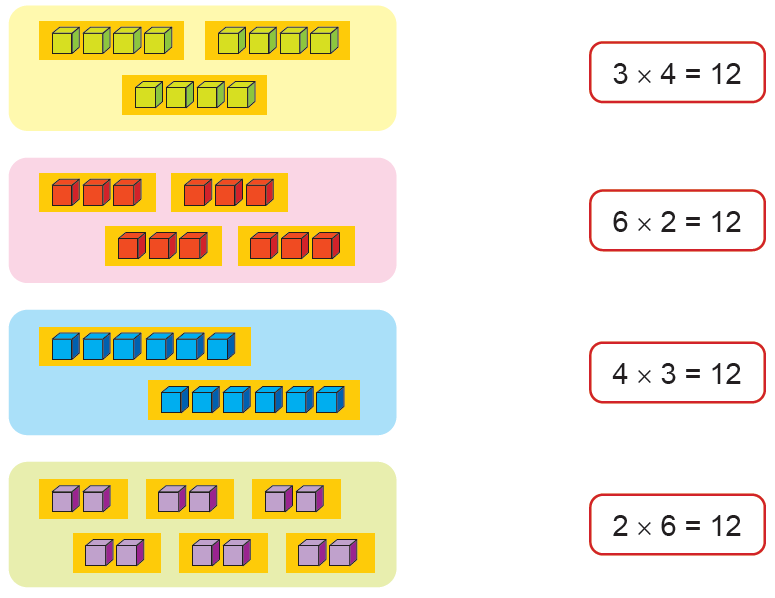 3 × 4 = 12
6 × 2 = 12
4 × 3 = 12
2 × 6 = 12